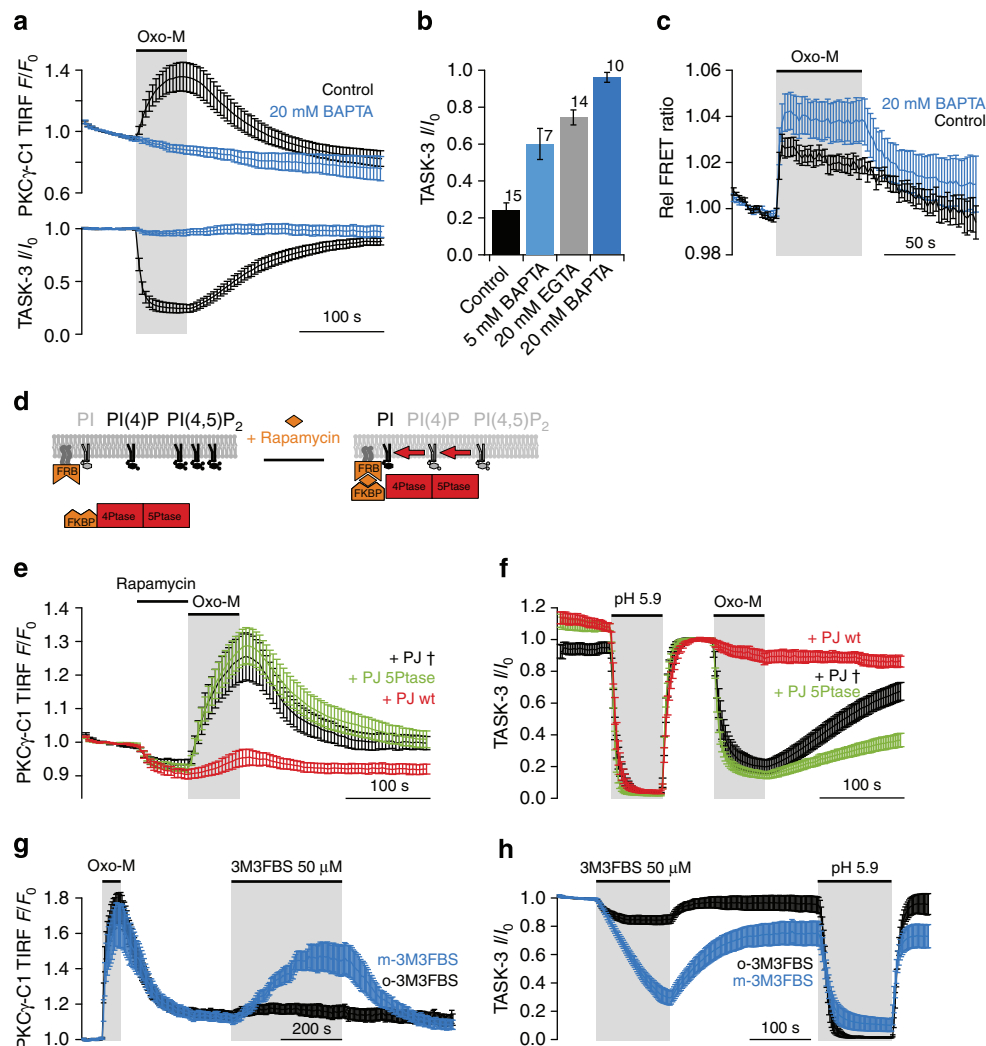 a
Oxo-M
PKCγ-C1 TIRF F/F0
1.4
1.0
0.6
Control
20 mM BAPTA
TASK-3 I/I0
1.0
0.5
0.0
100 s
b
TASK-3 I/I0
1.0
0.8
0.6
0.4
0.2
0.0
15
7
14
10
Control
5 mM BAPTA
20 mM EGTA
20 mM BAPTA
c
Oxo-M
Rel FRET ratio
1.06
1.04
1.02
1.00
0.98
20 mM BAPTA
Control
50 s
d
PI PI(4)P PI(4,5)P2
+ Rapamycin
PI PI(4)P PI(4,5)P2
FRB
FKBP 4Ptase 5Ptase
FRB
FKBP 4Ptase 5Ptase
e
Rapamycin
Oxo-M
PKCγ-C1 TIRF F/F0
1.4
1.3
1.2
1.1
1.0
0.9
+ PJ †
+ PJ 5Ptase
+ PJ wt
100 s
f
pH 5.9
Oxo-M
TASK-3 I/I0
1.2
1.0
0.8
0.6
0.4
0.2
0.0
+ PJ wt
+ PJ †
+ PJ 5Ptase
100 s
g
Oxo-M
3M3FBS 50 μM
PKCγ-C1 TIRF F/F0
1.8
1.6
1.4
1.2
1.0
m-3M3FBS
o-3M3FBS
200 s
h
3M3FBS 50 μM
pH 5.9
TASK-3 I/I0
1.0
0.8
0.6
0.4
0.2
0.0
o-3M3FBS
m-3M3FBS
100 s